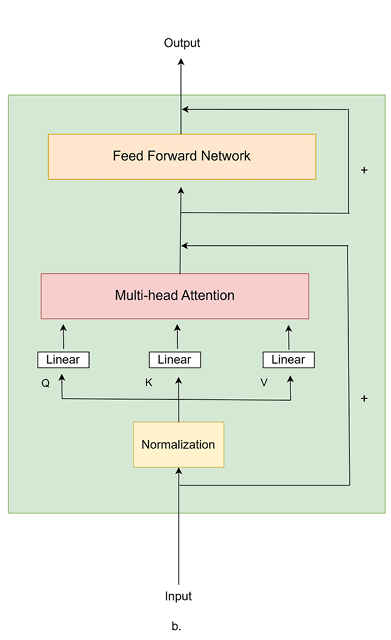 Output
Feed Forward Network
+
Multi-head Attention
Linear Linear Linear
Q K V
+
Normalization
Input
b.